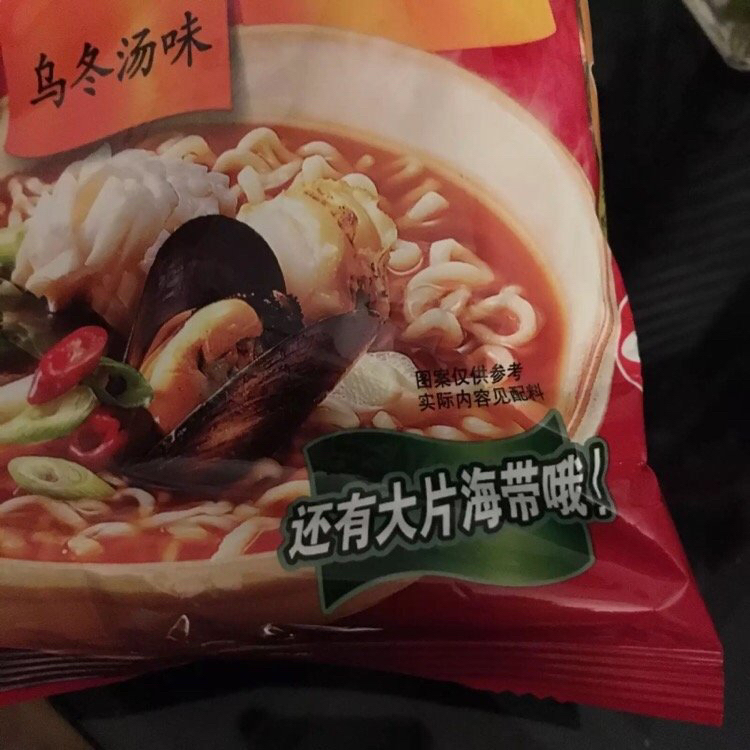 乌冬汤味
图案仅供参考
实际内容见配料
还有大片海带哦！